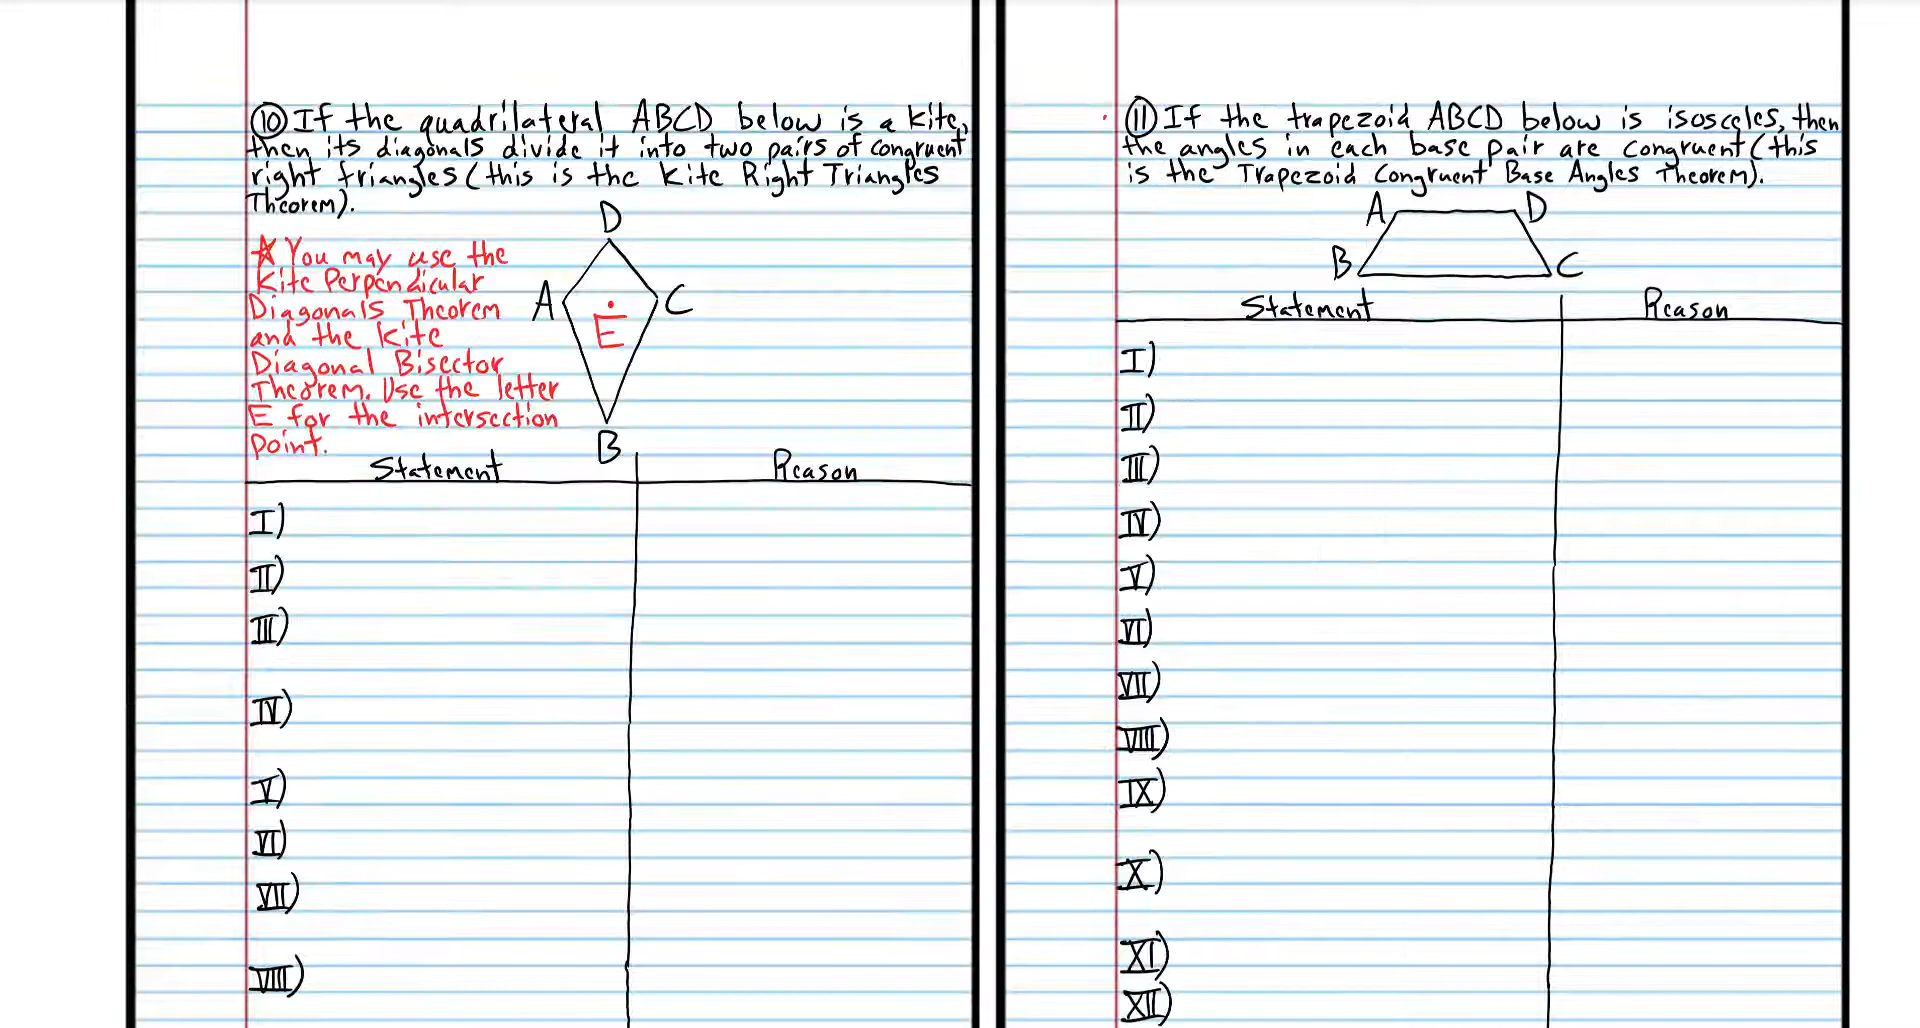 ⑩ If the quadrilateral ABCD below is a kite,
then its diagonals divide it into two pairs of congruent
right triangles (this is the Kite Right Triangles
Theorem).
D
☆ You may use the
Kite Perpendicular
Diagonals Theorem
and the Kite
Diagonal Bisector
Theorem. Use the letter
E for the intersection
point.
A
C
E
B
Statement Reason
I)
II)
III)
IV)
V)
VI)
VII)
VIII)
⑪ If the trapezoid ABCD below is isosceles, then
the angles in each base pair are congruent (this
is the Trapezoid Congruent Base Angles Theorem).
A D
B C
Statement Reason
I)
II)
III)
IV)
V)
VI)
VII)
VIII)
IX)
X)
XI)
XII)